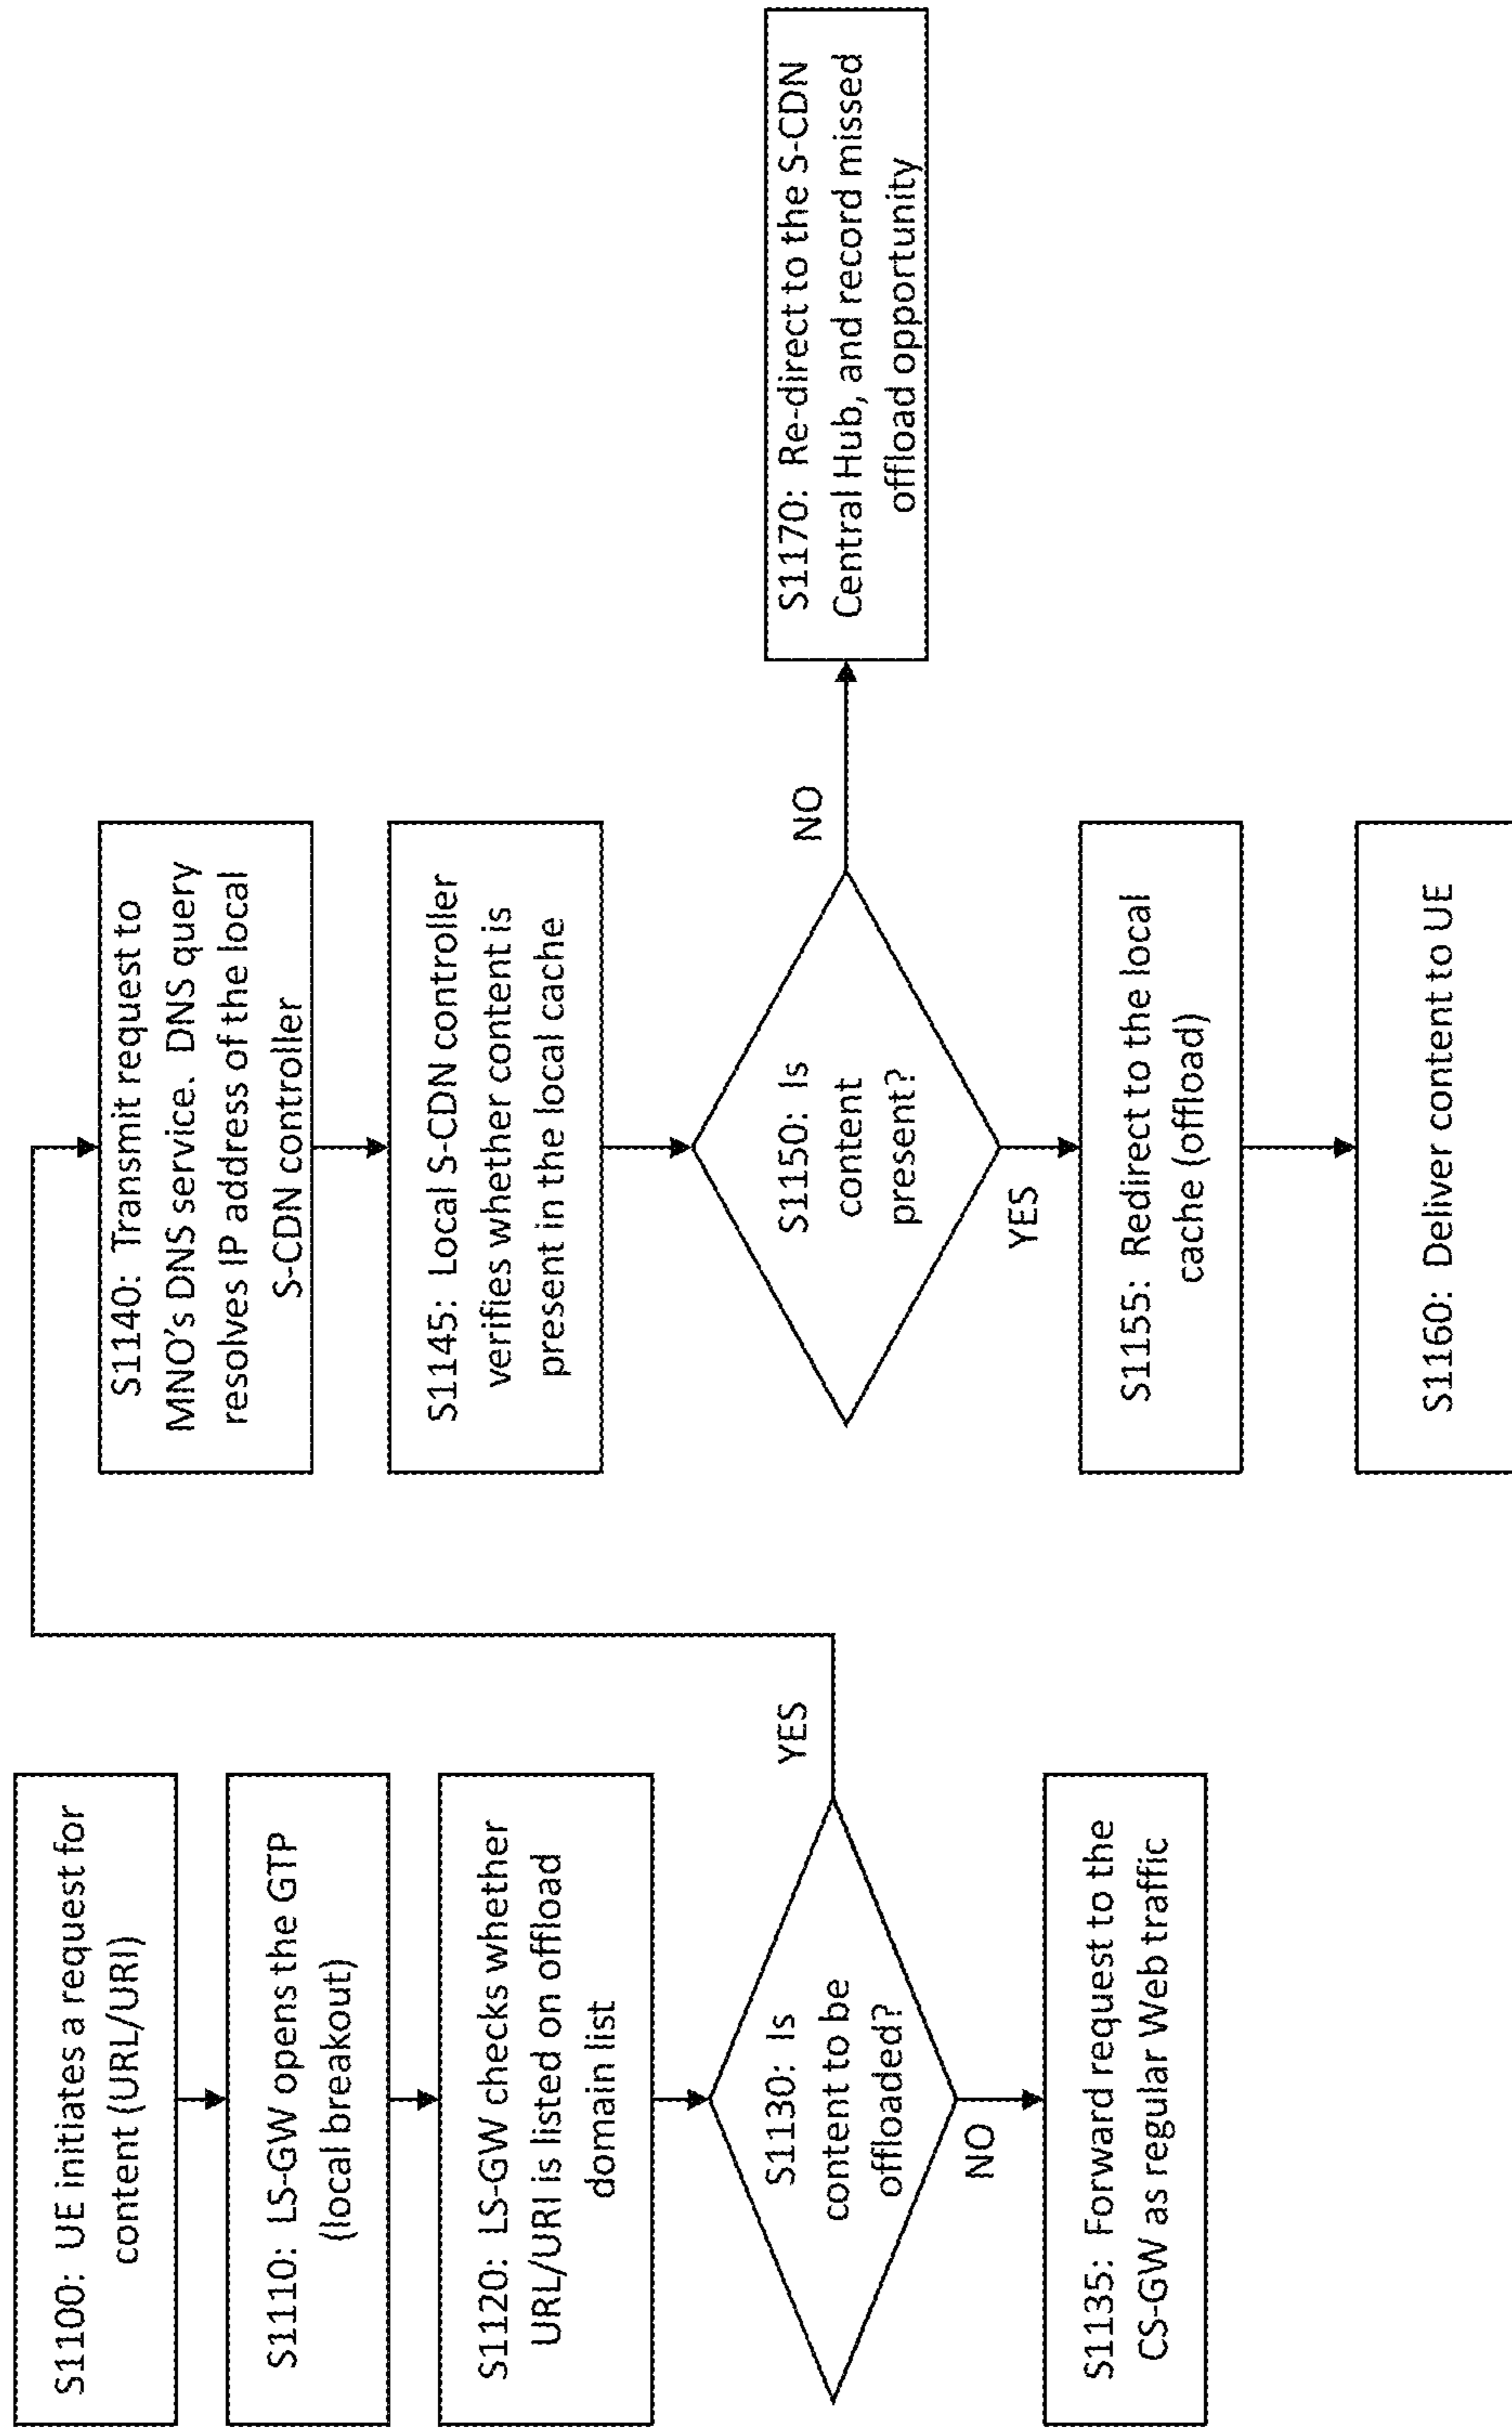 S1100: UE initiates a request for
content (URL/URI)
S1110: LS-GW opens the GTP
(local breakout)
S1120: LS-GW checks whether
URL/URI is listed on offload
domain list
S1130: Is
content to be
offloaded?
YES
NO
S1135: Forward request to the
CS-GW as regular Web traffic
S1140: Transmit request to
MNO's DNS service. DNS query
resolves IP address of the local
S-CDN controller
S1145: Local S-CDN controller
verifies whether content is
present in the local cache
S1150: Is
content
present?
NO
YES
S1155: Redirect to the local
cache (offload)
S1160: Deliver content to UE
S1170: Re-direct to the S-CDN
Central Hub, and record missed
offload opportunity